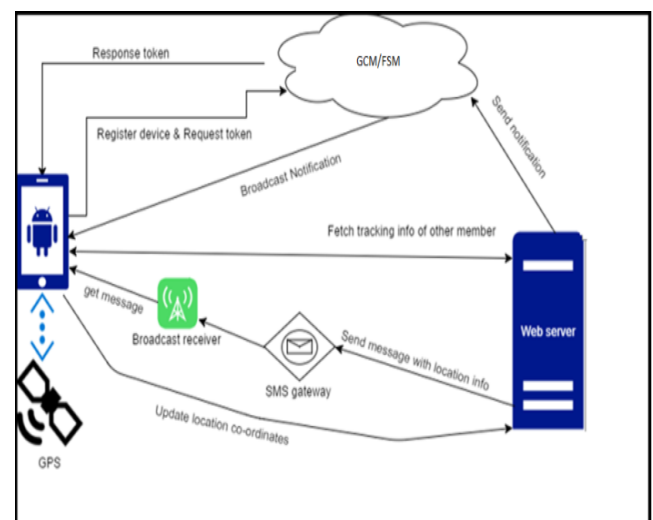 Response token
GCM/FSM
Send notification
Register device & Request token
Broadcast Notification
Fetch tracking info of other member
get message
Broadcast receiver
Web server
Send message with location info
SMS gateway
Update location co-ordinates
GPS